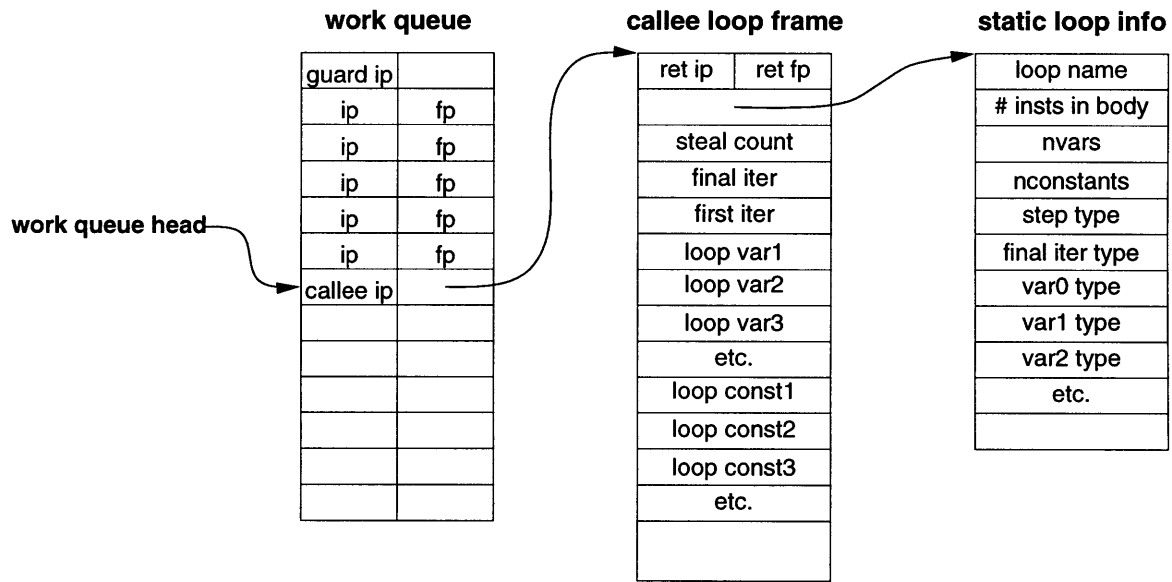 work queue
callee loop frame
static loop info
guard ip
ip fp
ip fp
ip fp
ip fp
ip fp
callee ip
work queue head
ret ip ret fp
steal count
final iter
first iter
loop var1
loop var2
loop var3
etc.
loop const1
loop const2
loop const3
etc.
loop name
# insts in body
nvars
nconstants
step type
final iter type
var0 type
var1 type
var2 type
etc.